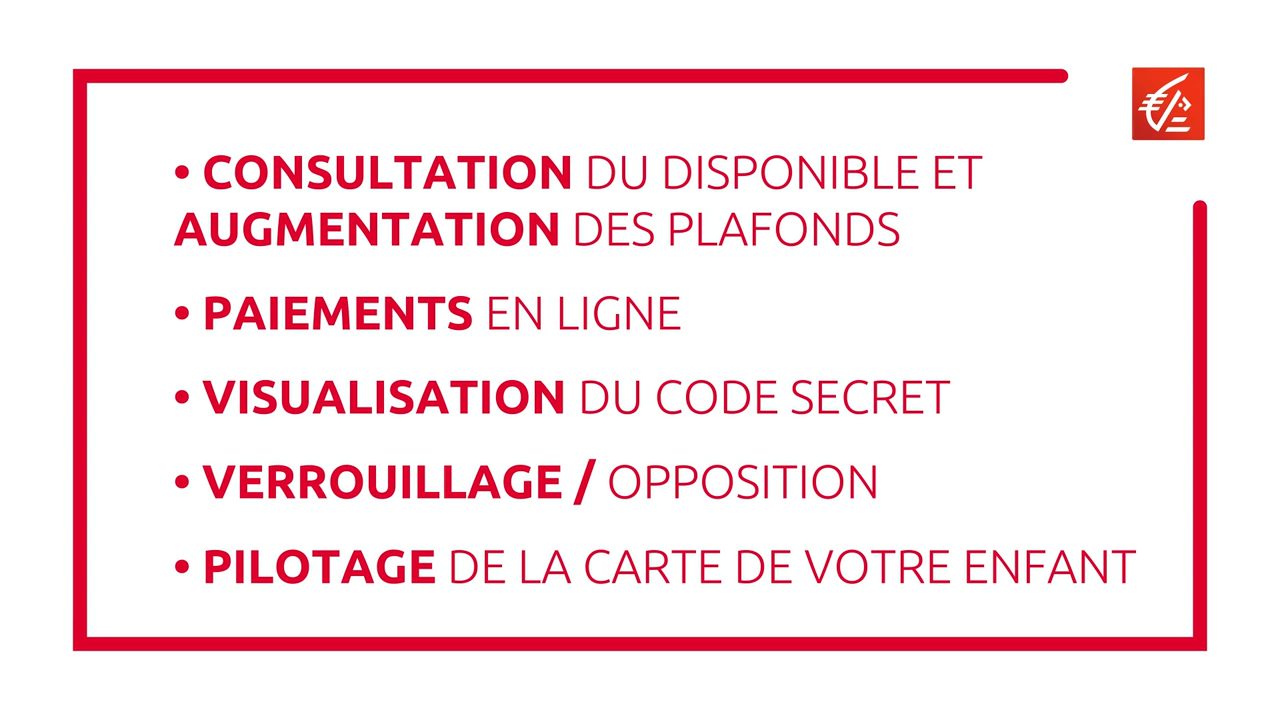 • CONSULTATION DU DISPONIBLE ET
AUGMENTATION DES PLAFONDS
• PAIEMENTS EN LIGNE
• VISUALISATION DU CODE SECRET
• VERROUILLAGE / OPPOSITION
• PILOTAGE DE LA CARTE DE VOTRE ENFANT